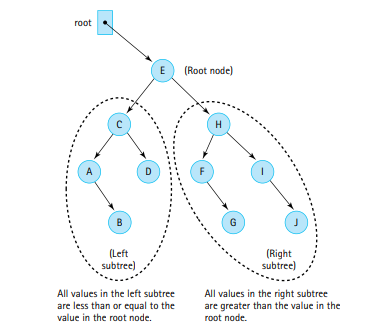 root
E (Root node)
C H
A D F I
B G J
(Left
subtree)
(Right
subtree)
All values in the left subtree
are less than or equal to the
value in the root node.
All values in the right subtree
are greater than the value in the
root node.